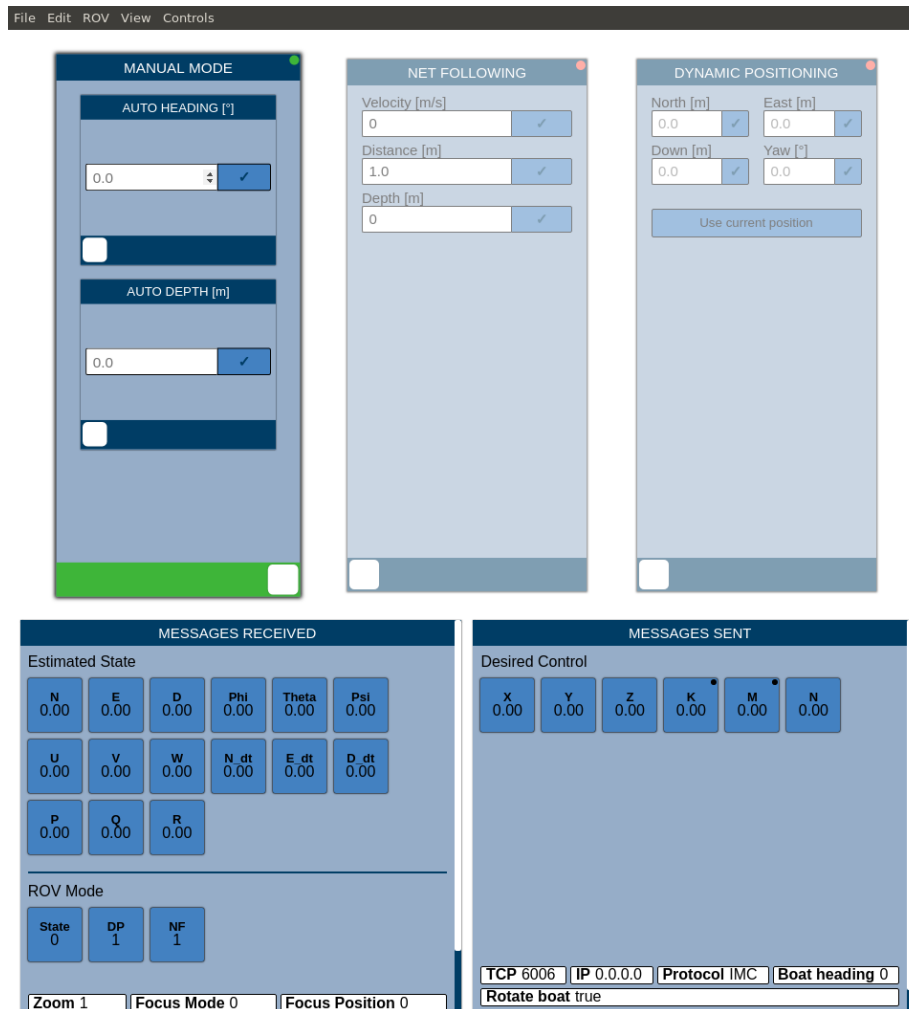 File Edit ROV View Controls
MANUAL MODE
AUTO HEADING [°]
0.0 ✓
AUTO DEPTH [m]
0.0 ✓
NET FOLLOWING
Velocity [m/s]
0 ✓
Distance [m]
1.0 ✓
Depth [m]
0 ✓
DYNAMIC POSITIONING
North [m] East [m]
0.0 ✓ 0.0 ✓
Down [m] Yaw [°]
0.0 ✓ 0.0 ✓
Use current position
MESSAGES RECEIVED
Estimated State
N E D Phi Theta Psi
0.00 0.00 0.00 0.00 0.00 0.00
U V W N_dt E_dt D_dt
0.00 0.00 0.00 0.00 0.00 0.00
P Q R
0.00 0.00 0.00
ROV Mode
State DP NF
0 1 1
Zoom 1 Focus Mode 0 Focus Position 0
MESSAGES SENT
Desired Control
X Y Z K M N
0.00 0.00 0.00 0.00 0.00 0.00
TCP 6006 IP 0.0.0.0 Protocol IMC Boat heading 0
Rotate boat true